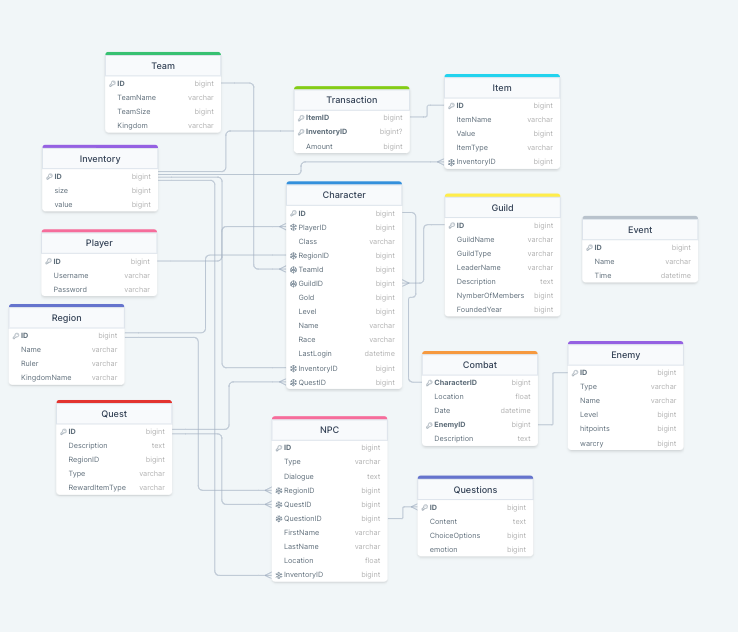 Team
ID bigint
TeamName varchar
TeamSize bigint
Kingdom varchar
Inventory
ID bigint
size bigint
value bigint
Player
ID bigint
Username varchar
Password varchar
Region
ID bigint
Name varchar
Ruler varchar
KingdomName varchar
Quest
ID bigint
Description text
RegionID bigint
Type varchar
RewardItemType varchar
Transaction
ItemID bigint
InventoryID bigint?
Amount bigint
Character
ID bigint
PlayerID bigint
Class varchar
RegionID bigint
TeamId bigint
GuildID bigint
Gold bigint
Level bigint
Name varchar
Race varchar
LastLogin datetime
InventoryID bigint
QuestID bigint
NPC
ID bigint
Type varchar
Dialogue text
RegionID bigint
QuestID bigint
QuestionID bigint
FirstName varchar
LastName varchar
Location float
InventoryID bigint
Item
ID bigint
ItemName varchar
Value bigint
ItemType varchar
InventoryID bigint
Guild
ID bigint
GuildName varchar
GuildType varchar
LeaderName varchar
Description text
NymberOfMembers bigint
FoundedYear bigint
Combat
CharacterID bigint
Location float
Date datetime
EnemyID bigint
Description text
Questions
ID bigint
Content text
ChoiceOptions bigint
emotion bigint
Event
ID bigint
Name varchar
Time datetime
Enemy
ID bigint
Type varchar
Name varchar
Level bigint
hitpoints bigint
warcry bigint